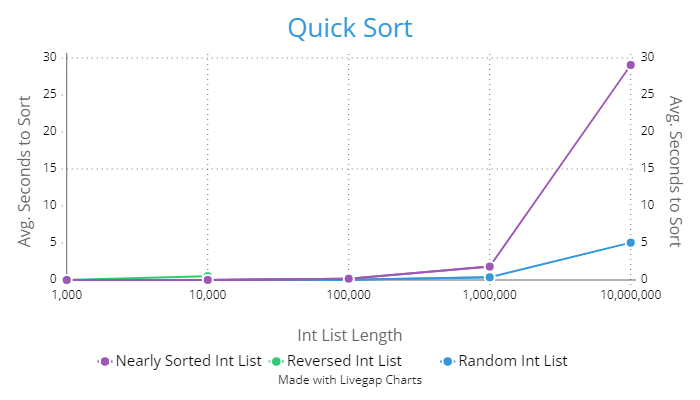 Quick Sort
Avg. Seconds to Sort
30
25
20
15
10
5
0
30
25
20
15
10
5
0
Avg. Seconds to Sort
1,000 10,000 100,000 1,000,000 10,000,000
Int List Length
Nearly Sorted Int List Reversed Int List Random Int List
Made with Livegap Charts